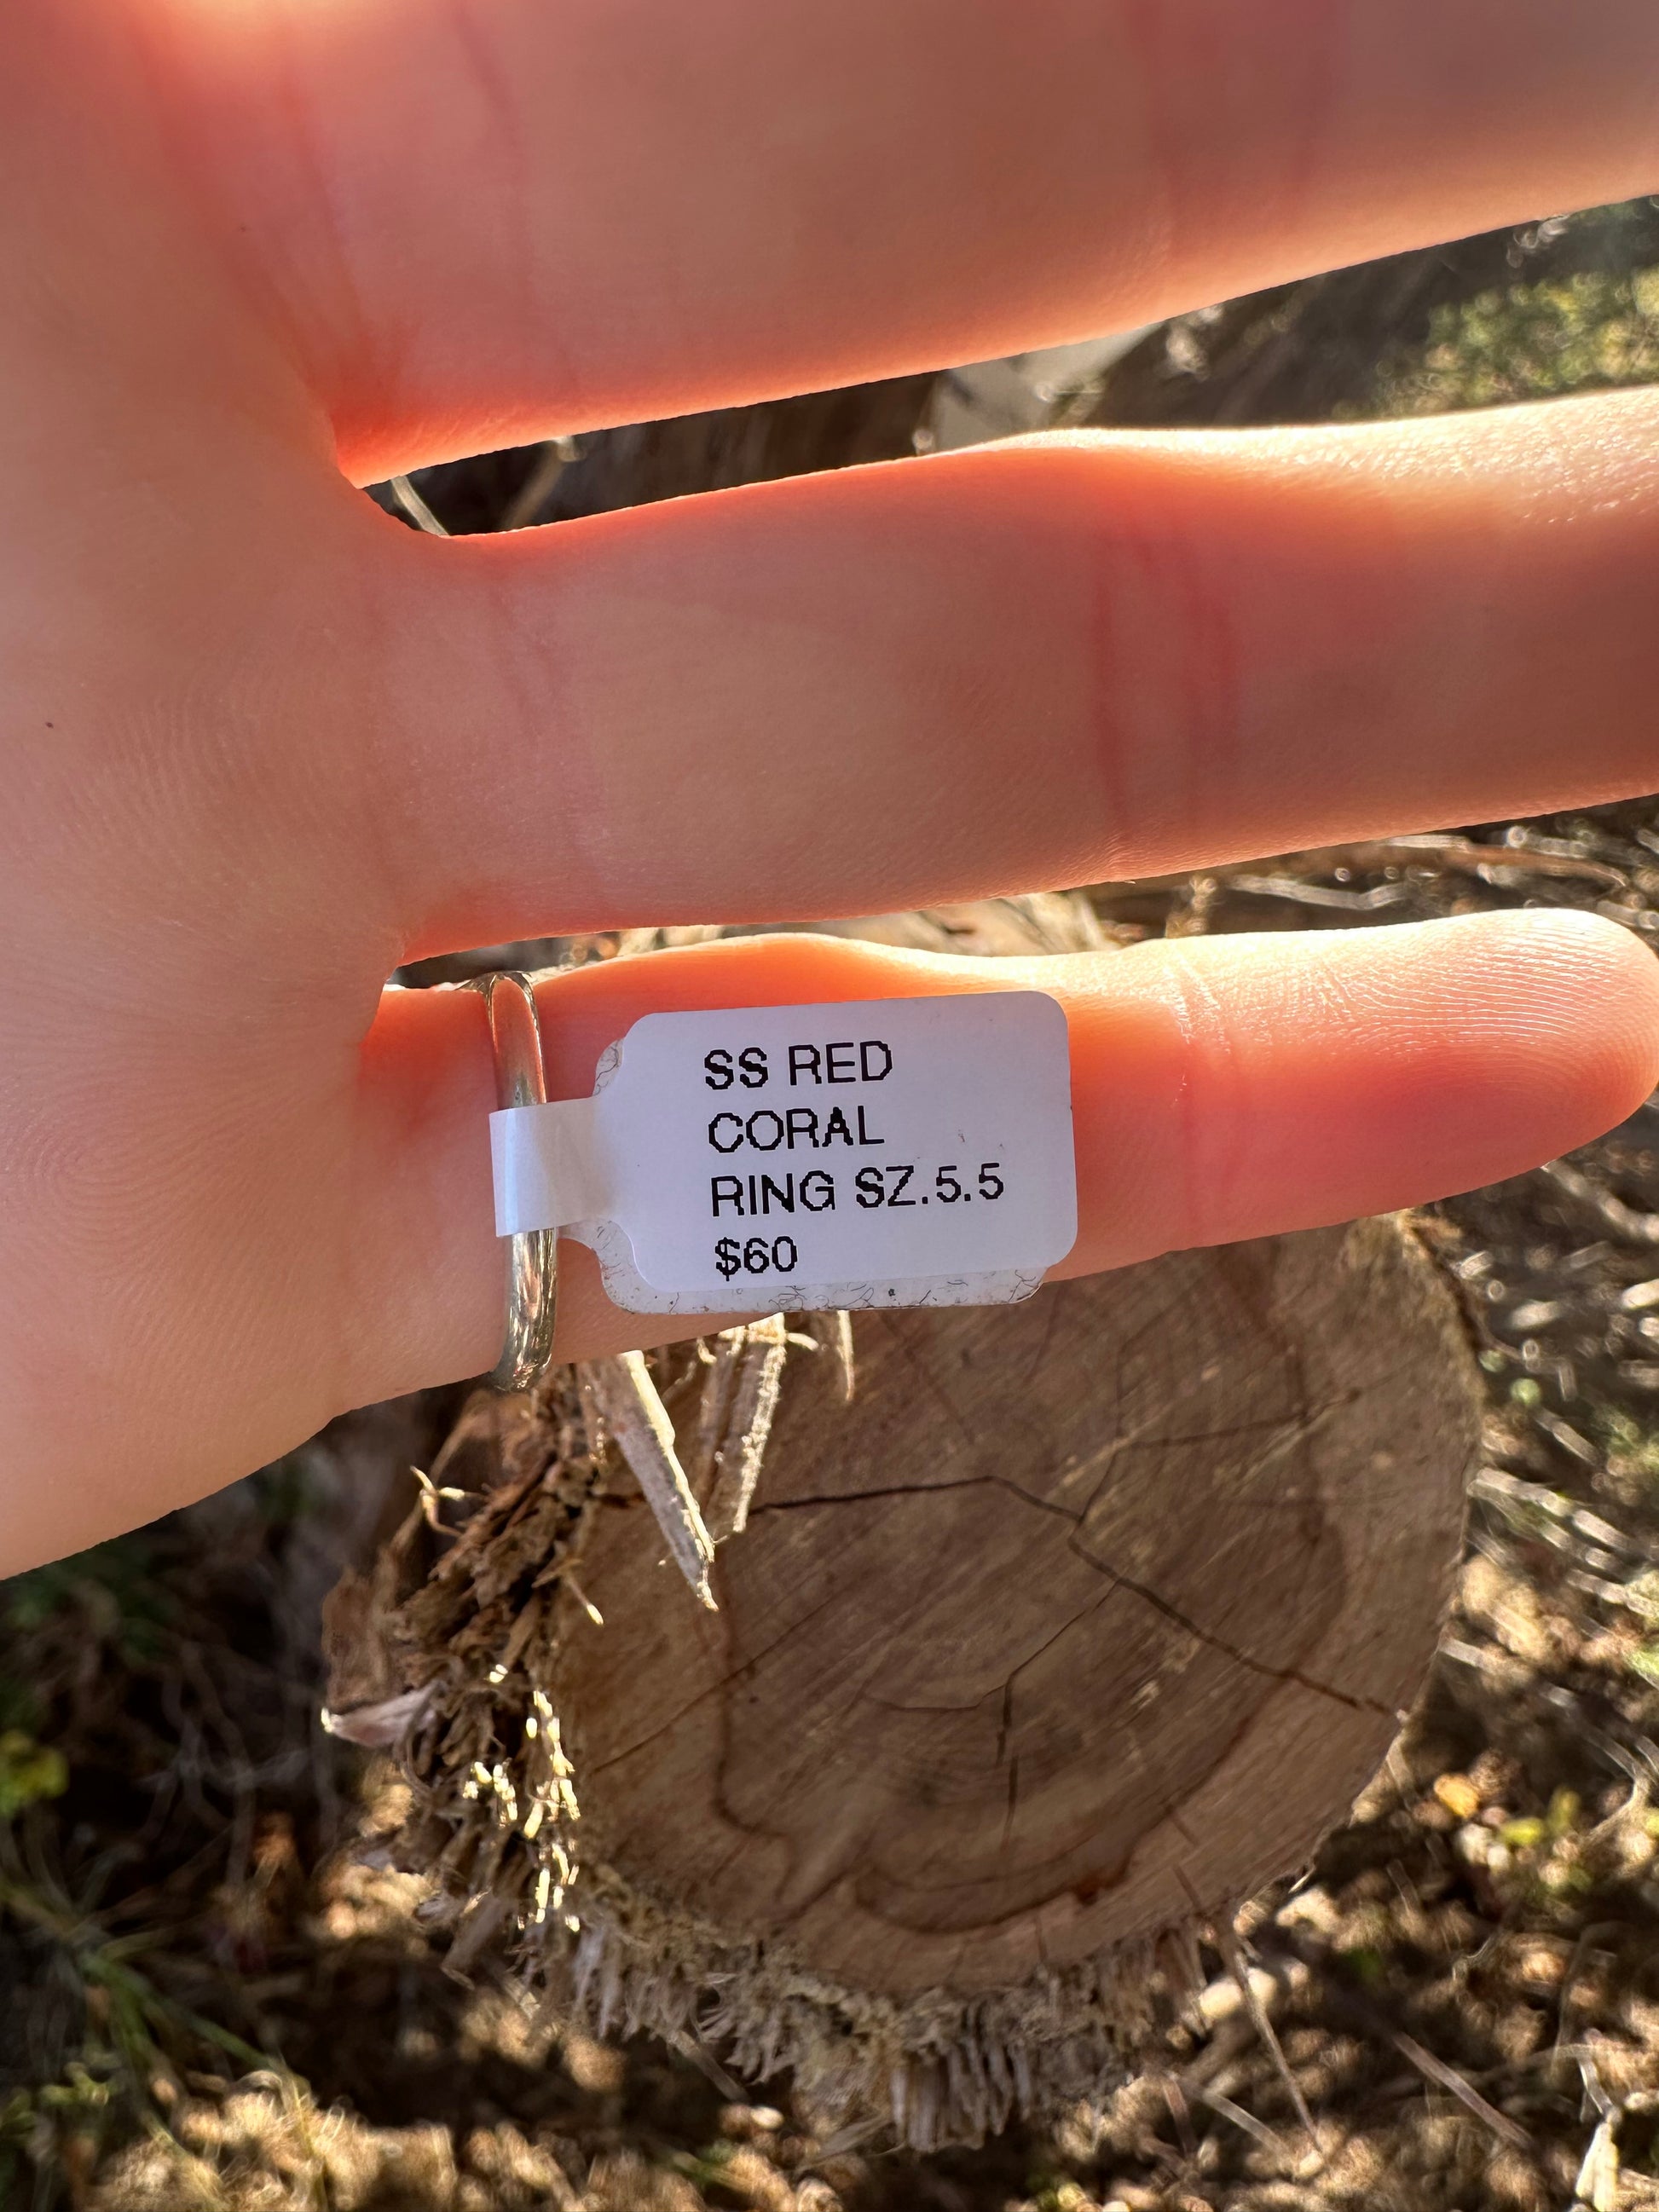 SS RED
CORAL
RING SZ.5.5
$60